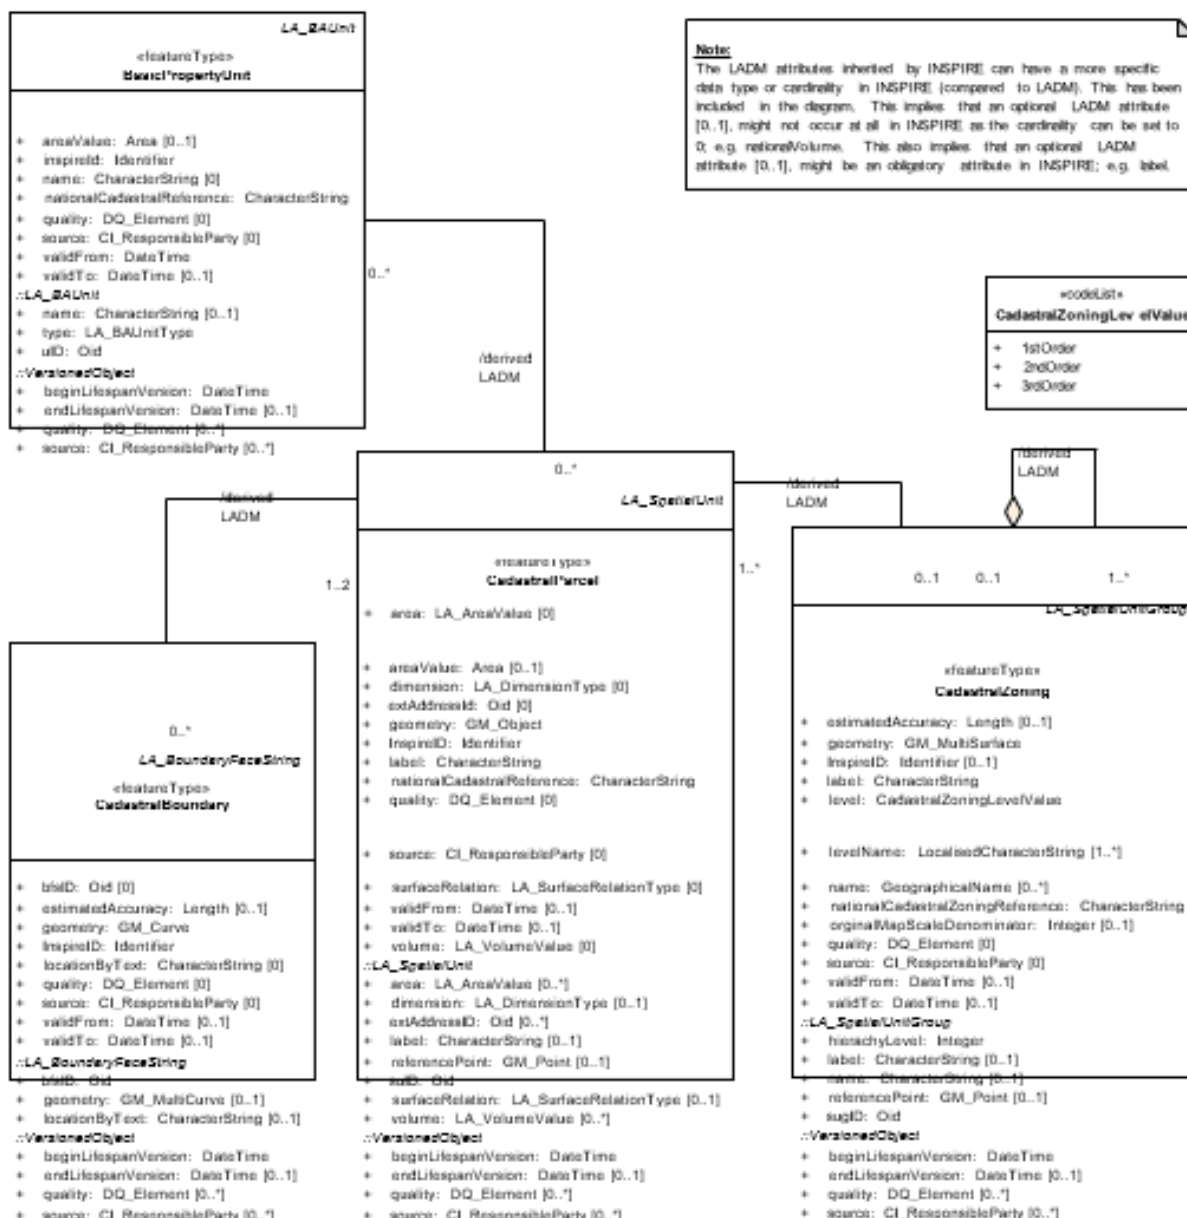 LA_BAUnit
«featureType»
BasicPropertyUnit
+ areaValue: Area [0..1]
+ inspireId: Identifier
+ name: CharacterString [0]
+ nationalCadastralReference: CharacterString
+ quality: DQ_Element [0]
+ source: CI_ResponsibleParty [0]
+ validFrom: DateTime
+ validTo: DateTime [0..1]
::LA_BAUnit
+ name: CharacterString [0..1]
+ type: LA_BAUnitType
+ uID: Oid
::VersionedObject
+ beginLifespanVersion: DateTime
+ endLifespanVersion: DateTime [0..1]
+ quality: DQ_Element [0..*]
+ source: CI_ResponsibleParty [0..*]
Note:
The LADM attributes inherited by INSPIRE can have a more specific
data type or cardinality in INSPIRE (compared to LADM). This has been
included in the diagram. This implies that an optional LADM attribute
[0..1], might not occur at all in INSPIRE as the cardinality can be set to
0; e.g. nationalVolume. This also implies that an optional LADM
attribute [0..1], might be an obligatory attribute in INSPIRE; e.g. label.
0..*
/derived
LADM
«codeList»
CadastralZoningLev elValue
+ 1stOrder
+ 2ndOrder
+ 3rdOrder
/derived
LADM
/derived
LADM
/derived
LADM
0..*
LA_SpatialUnit
«featureType»
CadastralParcel
1..2
1..*
+ area: LA_AreaValue [0]
+ areaValue: Area [0..1]
+ dimension: LA_DimensionType [0]
+ extAddressId: Oid [0]
+ geometry: GM_Object
+ InspireID: Identifier
+ label: CharacterString
+ nationalCadastralReference: CharacterString
+ quality: DQ_Element [0]
+ source: CI_ResponsibleParty [0]
+ surfaceRelation: LA_SurfaceRelationType [0]
+ validFrom: DateTime [0..1]
+ validTo: DateTime [0..1]
+ volume: LA_VolumeValue [0]
::LA_SpatialUnit
+ area: LA_AreaValue [0..*]
+ dimension: LA_DimensionType [0..1]
+ extAddressID: Oid [0..*]
+ label: CharacterString [0..1]
+ referencePoint: GM_Point [0..1]
+ suID: Oid
+ surfaceRelation: LA_SurfaceRelationType [0..1]
+ volume: LA_VolumeValue [0..*]
::VersionedObject
+ beginLifespanVersion: DateTime
+ endLifespanVersion: DateTime [0..1]
+ quality: DQ_Element [0..*]
+ source: CI_ResponsibleParty [0..*]
0..*
LA_BoundaryFaceString
«featureType»
CadastralBoundary
+ bfsID: Oid [0]
+ estimatedAccuracy: Length [0..1]
+ geometry: GM_Curve
+ InspireID: Identifier
+ locationByText: CharacterString [0]
+ quality: DQ_Element [0]
+ source: CI_ResponsibleParty [0]
+ validFrom: DateTime [0..1]
+ validTo: DateTime [0..1]
::LA_BoundaryFaceString
+ bfsID: Oid
+ geometry: GM_MultiCurve [0..1]
+ locationByText: CharacterString [0..1]
::VersionedObject
+ beginLifespanVersion: DateTime
+ endLifespanVersion: DateTime [0..1]
+ quality: DQ_Element [0..*]
+ source: CI_ResponsibleParty [0..*]
0..1 0..1 1..*
LA_SpatialUnitGroup
«featureType»
CadastralZoning
+ estimatedAccuracy: Length [0..1]
+ geometry: GM_MultiSurface
+ InspireID: Identifier [0..1]
+ label: CharacterString
+ level: CadastralZoningLevelValue
+ levelName: LocalisedCharacterString [1..*]
+ name: GeographicalName [0..*]
+ nationalCadastralZoningReference: CharacterString
+ orginalMapScaleDenominator: Integer [0..1]
+ quality: DQ_Element [0]
+ source: CI_ResponsibleParty [0]
+ validFrom: DateTime [0..1]
+ validTo: DateTime [0..1]
::LA_SpatialUnitGroup
+ hierachyLevel: Integer
+ label: CharacterString [0..1]
+ name: CharacterString [0..1]
+ referencePoint: GM_Point [0..1]
+ sugID: Oid
::VersionedObject
+ beginLifespanVersion: DateTime
+ endLifespanVersion: DateTime [0..1]
+ quality: DQ_Element [0..*]
+ source: CI_ResponsibleParty [0..*]